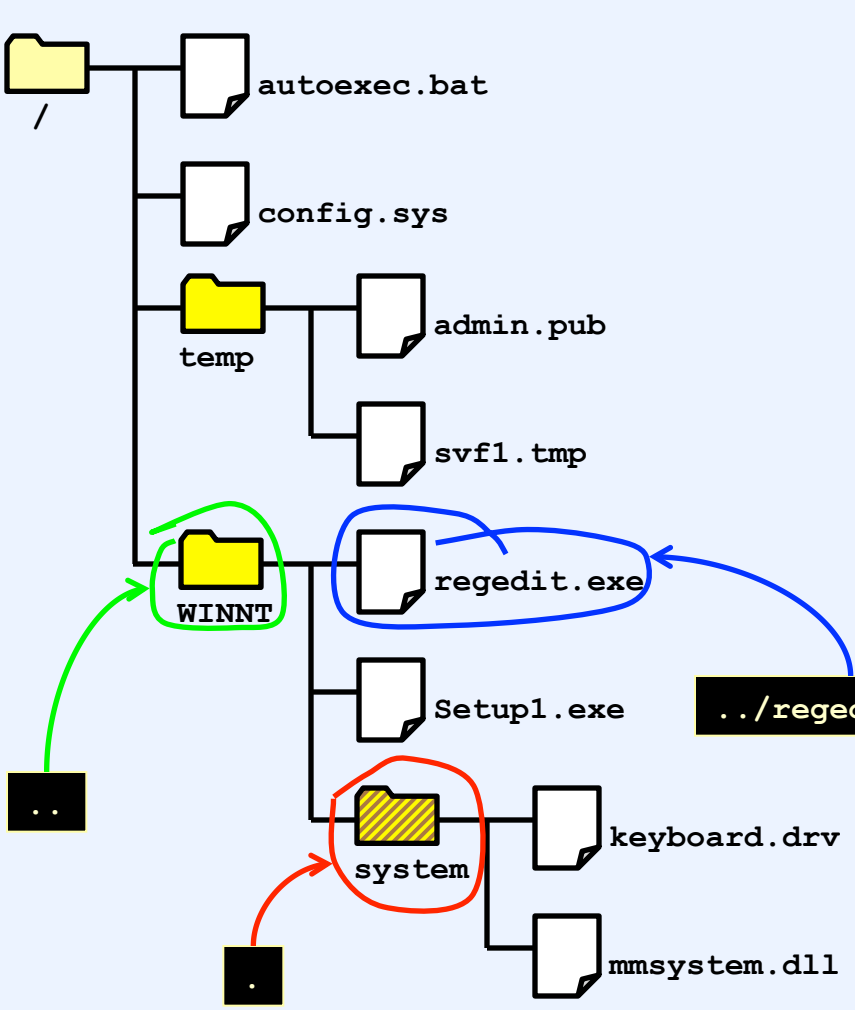 autoexec.bat
/
config.sys
admin.pub
temp
svf1.tmp
regedit.exe
WINNT
Setup1.exe
..
system
keyboard.drv
.
mmsystem.dll